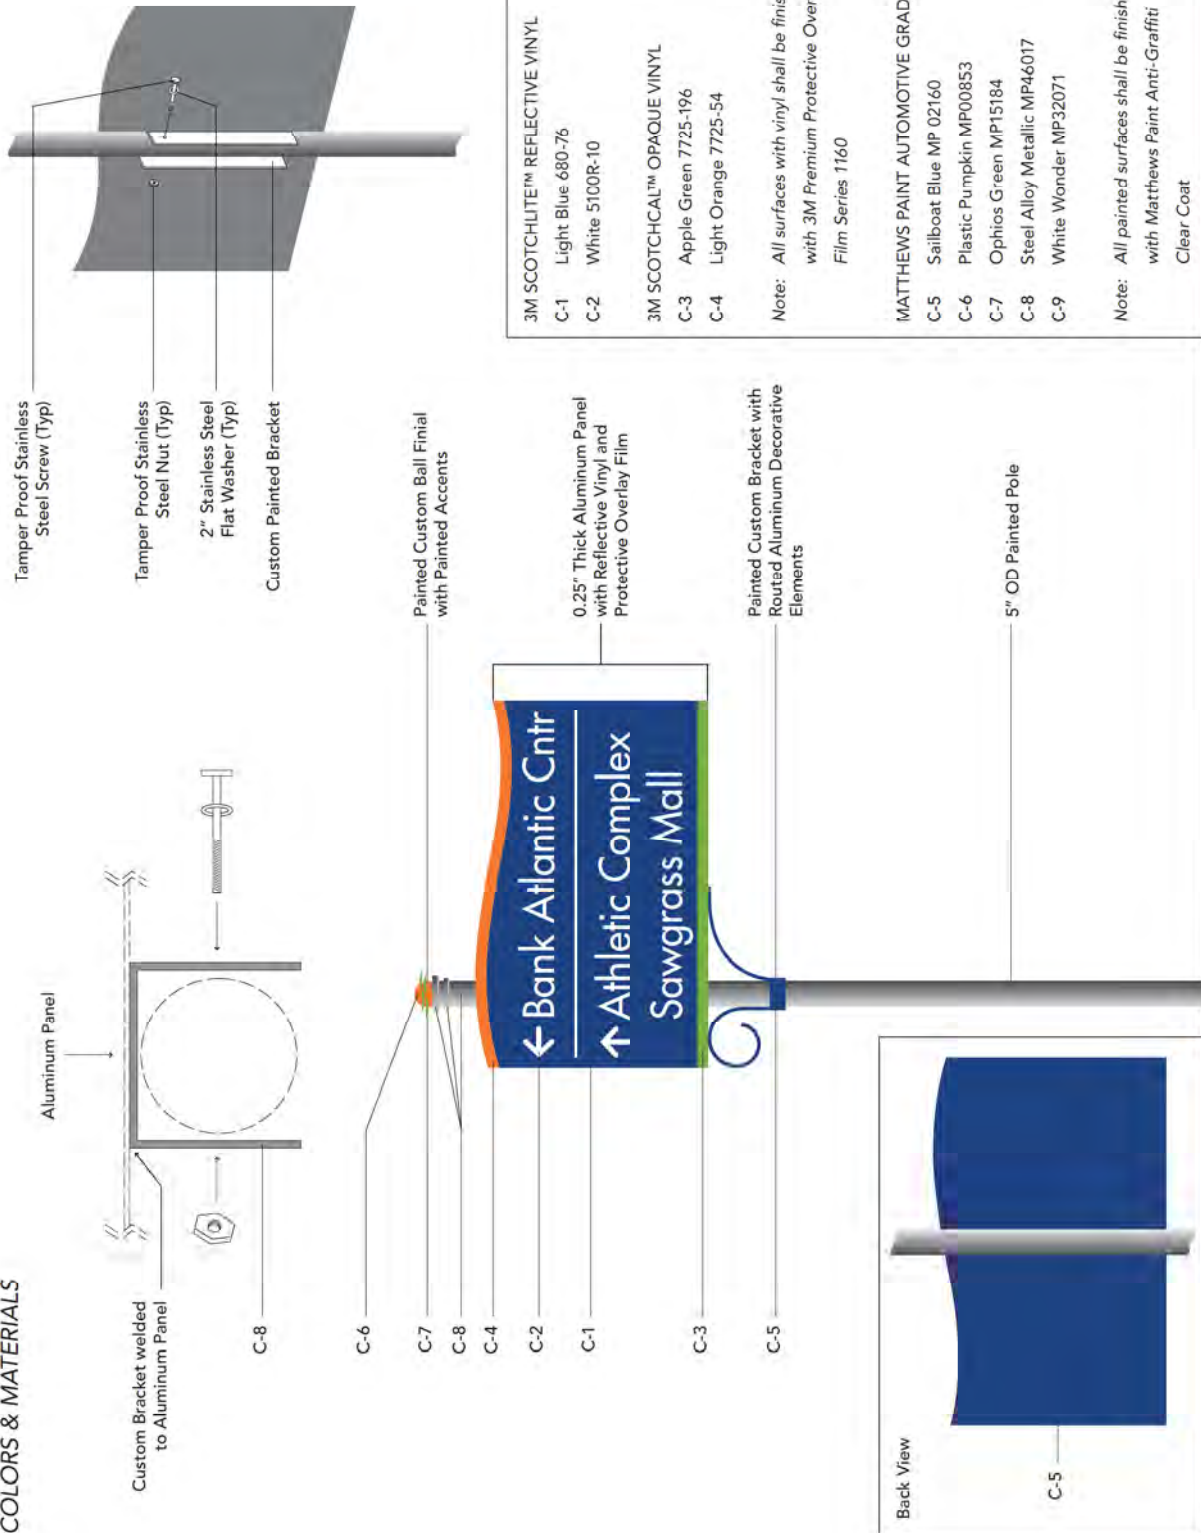 COLORS & MATERIALS
Aluminum Panel
Custom Bracket welded
to Aluminum Panel
C-8
Tamper Proof Stainless
Steel Screw (Typ)
Tamper Proof Stainless
Steel Nut (Typ)
2" Stainless Steel
Flat Washer (Typ)
Custom Painted Bracket
C-6
C-7
C-8
C-4
C-2
C-1
C-3
C-5
← Bank Atlantic Cntr
↑ Athletic Complex
Sawgrass Mall
Painted Custom Ball Finial
with Painted Accents
0.25" Thick Aluminum Panel
with Reflective Vinyl and
Protective Overlay Film
Painted Custom Bracket with
Routed Aluminum Decorative
Elements
5" OD Painted Pole
Back View
C-5
3M SCOTCHLITE™ REFLECTIVE VINYL
C-1 Light Blue 680-76
C-2 White 5100R-10
3M SCOTCHCAL™ OPAQUE VINYL
C-3 Apple Green 7725-196
C-4 Light Orange 7725-54
Note: All surfaces with vinyl shall be finis
with 3M Premium Protective Over
Film Series 1160
MATTHEWS PAINT AUTOMOTIVE GRAD
C-5 Sailboat Blue MP 02160
C-6 Plastic Pumpkin MP00853
C-7 Ophios Green MP15184
C-8 Steel Alloy Metallic MP46017
C-9 White Wonder MP32071
Note: All painted surfaces shall be finish
with Matthews Paint Anti-Graffiti
Clear Coat